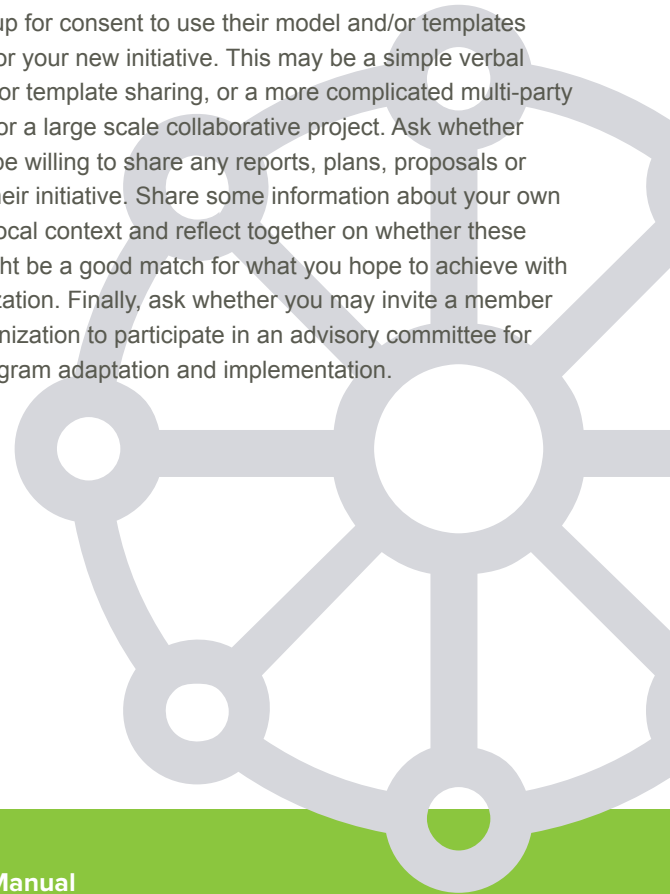 up for consent to use their model and/or templates
or your new initiative. This may be a simple verbal
or template sharing, or a more complicated multi-party
or a large scale collaborative project. Ask whether
be willing to share any reports, plans, proposals or
heir initiative. Share some information about your own
ocal context and reflect together on whether these
ht be a good match for what you hope to achieve with
zation. Finally, ask whether you may invite a member
nization to participate in an advisory committee for
gram adaptation and implementation.
Manual